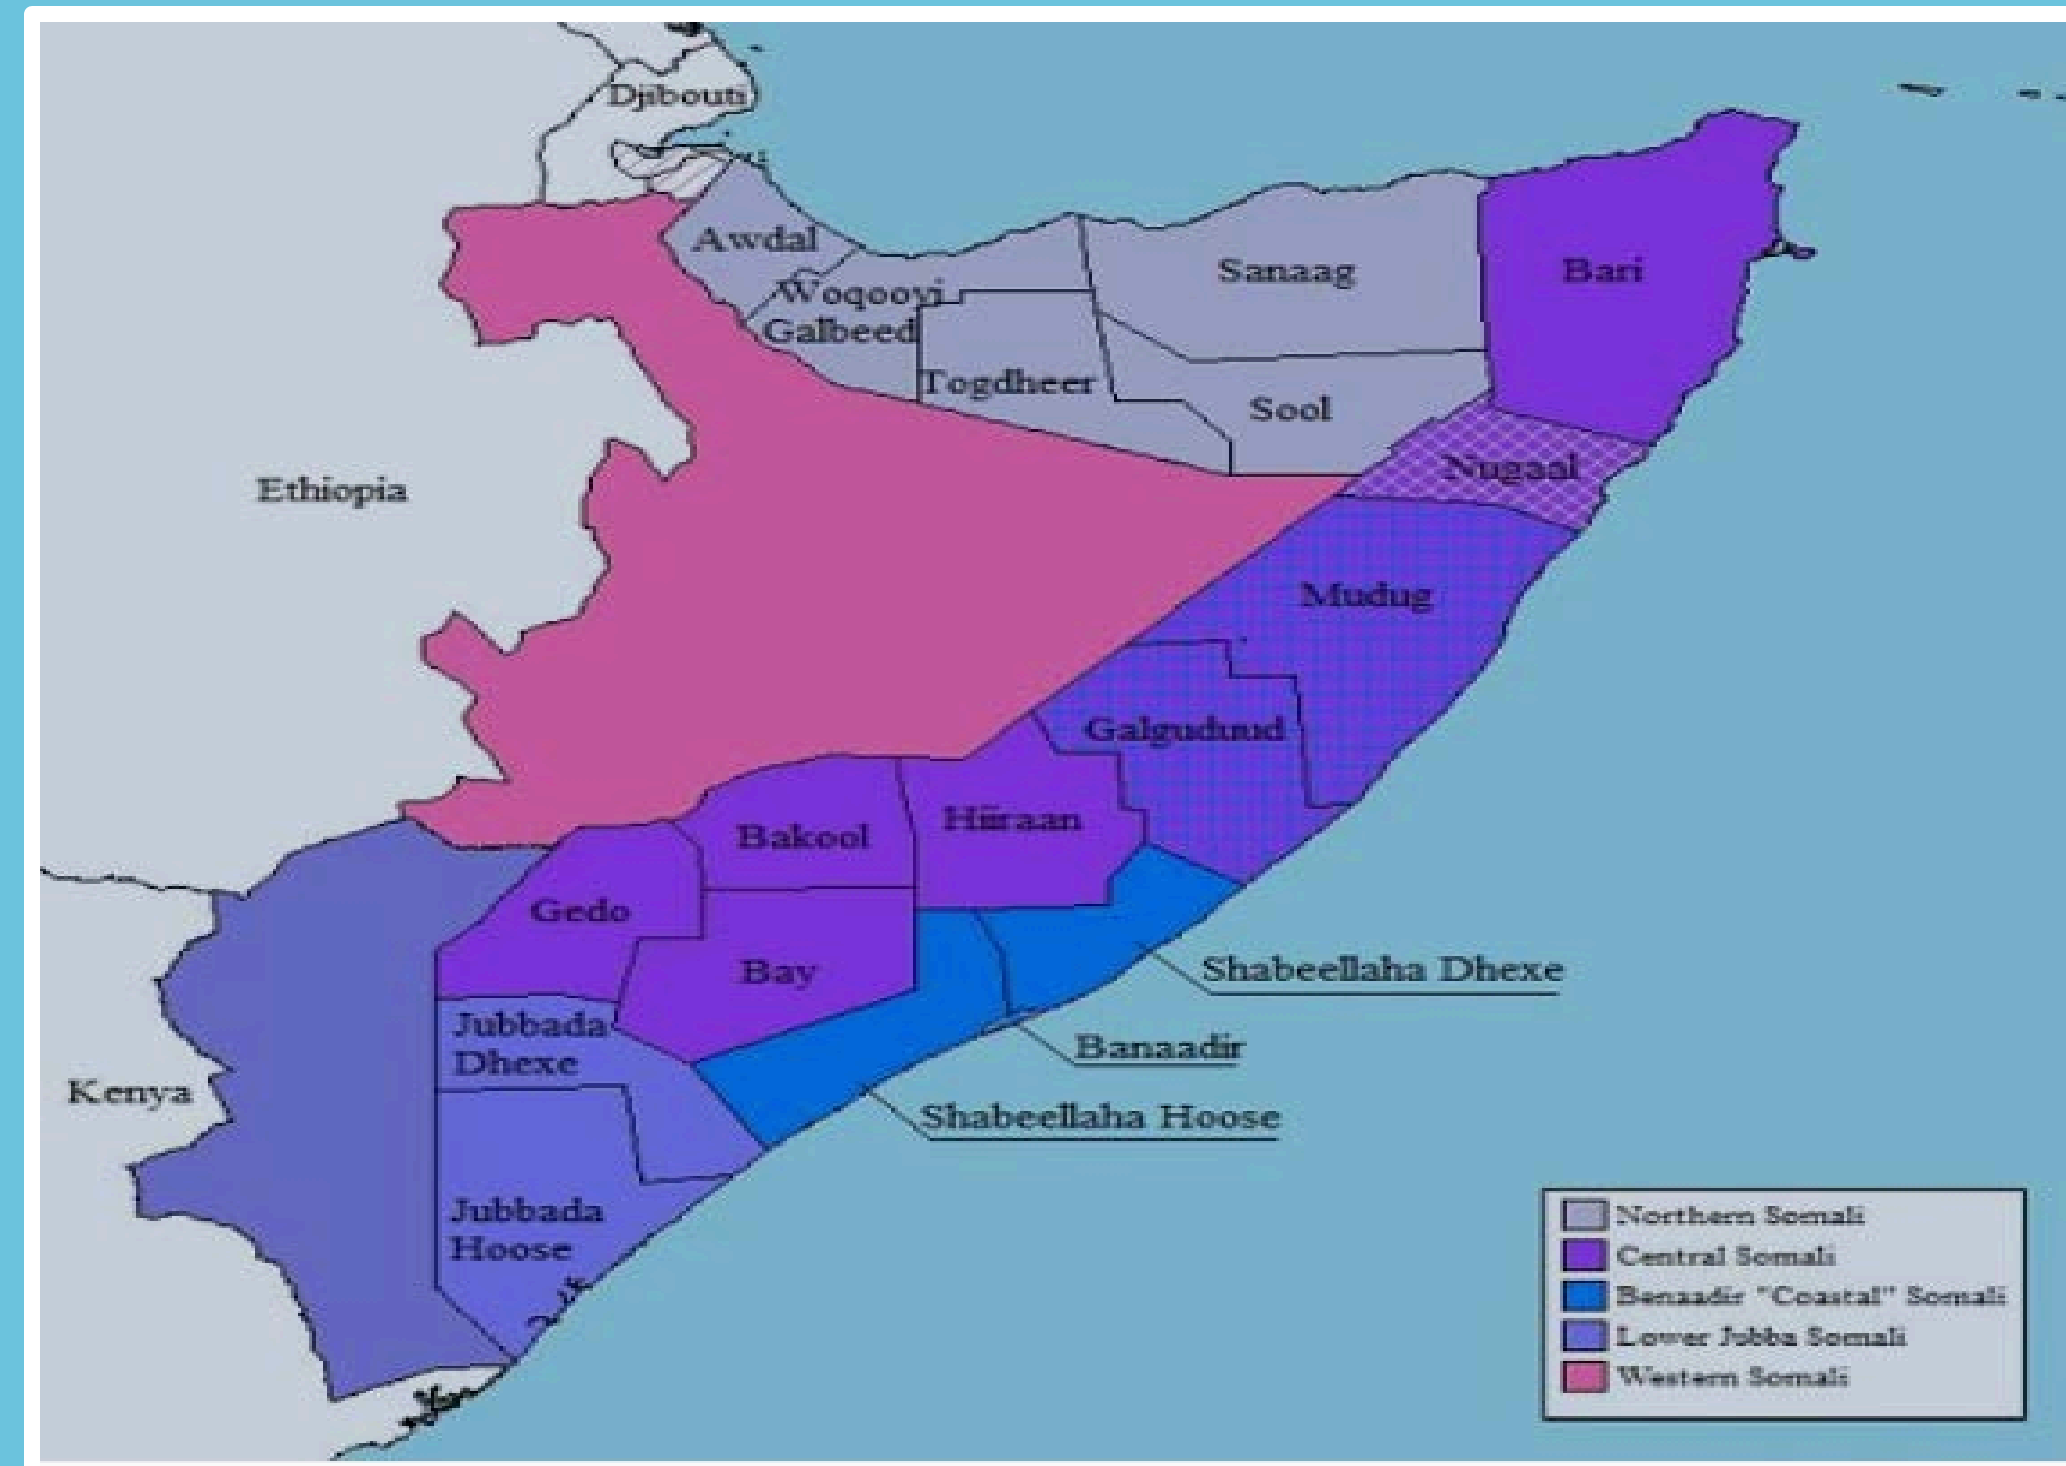 Djibouti
Awdal
Woqooyi
Galbeed
Togdheer
Sanaag
Sool
Bari
Nugaal
Ethiopia
Mudug
Galguduud
Hiiraan
Bakool
Gedo
Bay
Shabeellaha Dhexe
Jubbada
Dhexe
Banaadir
Kenya
Shabeellaha Hoose
Jubbada
Hoose
Northern Somali
Central Somali
Benaadir "Coastal" Somali
Lower Jubba Somali
Western Somali